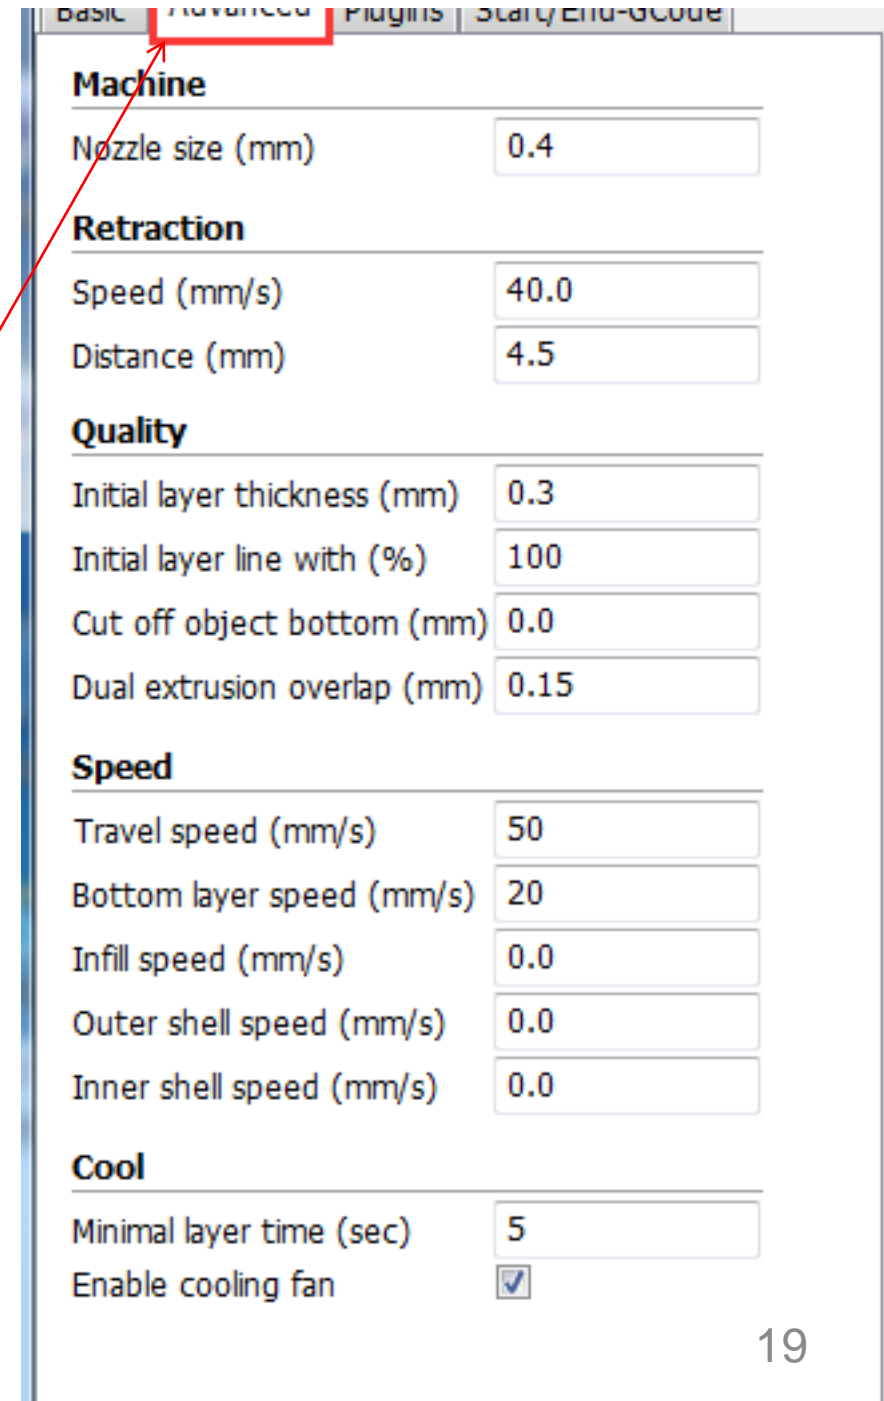 Basic Advanced Plugins Start/End-GCode
Machine
Nozzle size (mm) 0.4
Retraction
Speed (mm/s) 40.0
Distance (mm) 4.5
Quality
Initial layer thickness (mm) 0.3
Initial layer line with (%) 100
Cut off object bottom (mm) 0.0
Dual extrusion overlap (mm) 0.15
Speed
Travel speed (mm/s) 50
Bottom layer speed (mm/s) 20
Infill speed (mm/s) 0.0
Outer shell speed (mm/s) 0.0
Inner shell speed (mm/s) 0.0
Cool
Minimal layer time (sec) 5
Enable cooling fan
19